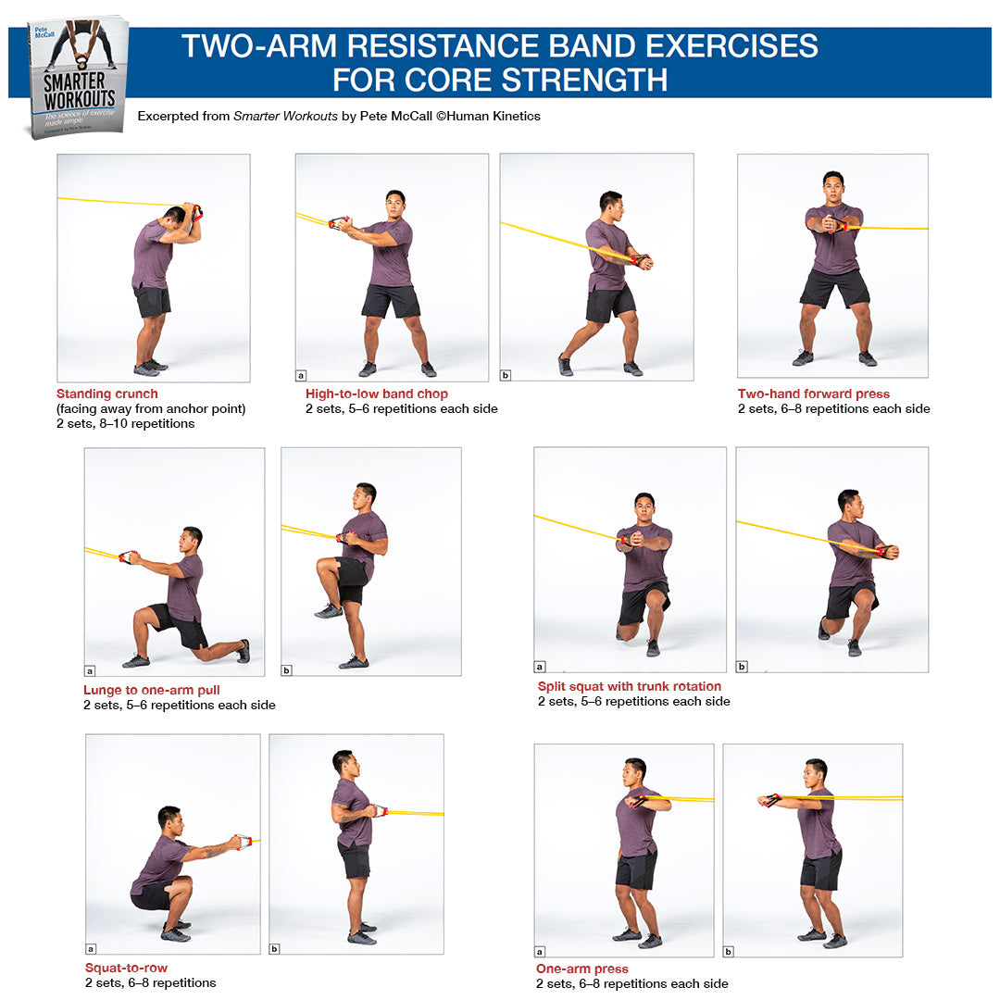 Pete
McCall
SMARTER
WORKOUTS
The science of exercise
made simple
TWO-ARM RESISTANCE BAND EXERCISES
FOR CORE STRENGTH
Excerpted from Smarter Workouts by Pete McCall ©Human Kinetics
a
b
Standing crunch
(facing away from anchor point)
2 sets, 8–10 repetitions
High-to-low band chop
2 sets, 5–6 repetitions each side
Two-hand forward press
2 sets, 6–8 repetitions each side
a
b
a
b
Lunge to one-arm pull
2 sets, 5–6 repetitions each side
Split squat with trunk rotation
2 sets, 5–6 repetitions each side
a
b
a
b
Squat-to-row
2 sets, 6–8 repetitions
One-arm press
2 sets, 6–8 repetitions each side